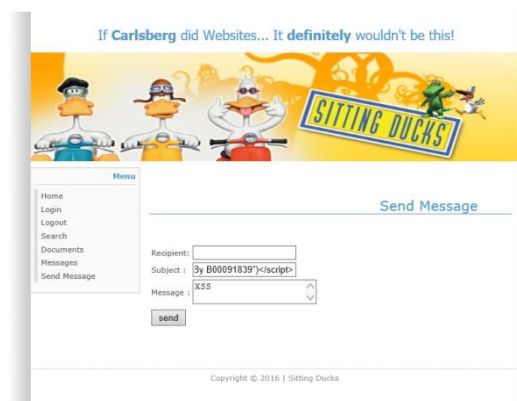 If Carlsberg did Websites... It definitely wouldn't be this!
SITTING DUCKS
Menu
Home
Login
Logout
Search
Documents
Messages
Send Message
Send Message
Recipient:
Subject : By B00091839")</script>
Message : XSS
send
Copyright © 2016 | Sitting Ducks